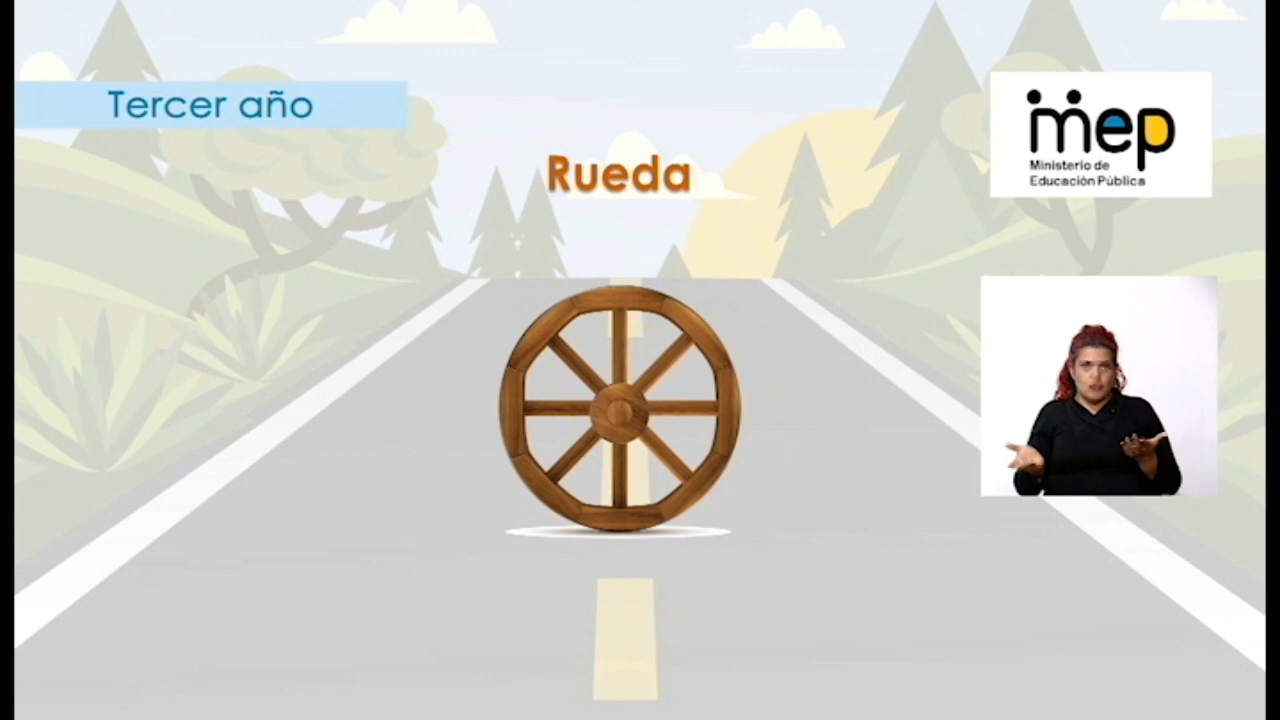 Tercer año
Rueda
mep
Ministerio de
Educación Pública